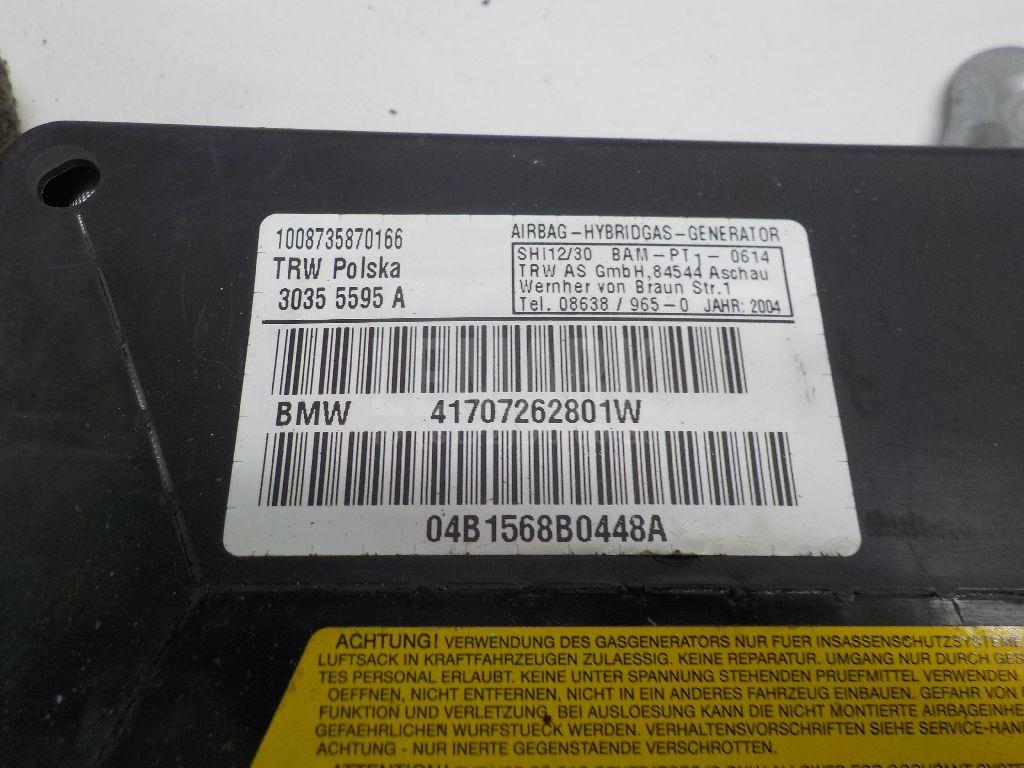 1008735870166
TRW Polska
3035 5595 A
AIRBAG-HYBRIDGAS-GENERATOR
SHI12/30 BAM-PT1-0614
TRW AS GmbH,84544 Aschau
Wernher von Braun Str.1
Tel. 08638/965-0 JAHR: 2004
BMW 41707262801W
04B1568B0448A
ACHTUNG! VERWENDUNG DES GASGENERATORS NUR FUER INSASSENSCHUTZSYSTEME
LUFTSACK IN KRAFTFAHRZEUGEN ZULAESSIG. KEINE REPARATUR. UMGANG NUR DURCH GES
TES PERSONAL ERLAUBT. KEINE UNTER SPANNUNG STEHENDEN PRUEFMITTEL VERWENDEN.
OEFFNEN, NICHT ENTFERNEN, NICHT IN EIN ANDERES FAHRZEUG EINBAUEN. GEFAHR VON
FUNKTION UND VERLETZUNG. BEI AUSLOESUNG KANN DIE NICHT MONTIERTE AIRBAGEINHE
GEFAEHRLICHEN WURFSTUECK WERDEN. VERHALTENSVORSCHRIFTEN SIEHE SERVICE-HAN
ACHTUNG - NUR INERTE GEGENSTAENDE VERSCHROTTEN.